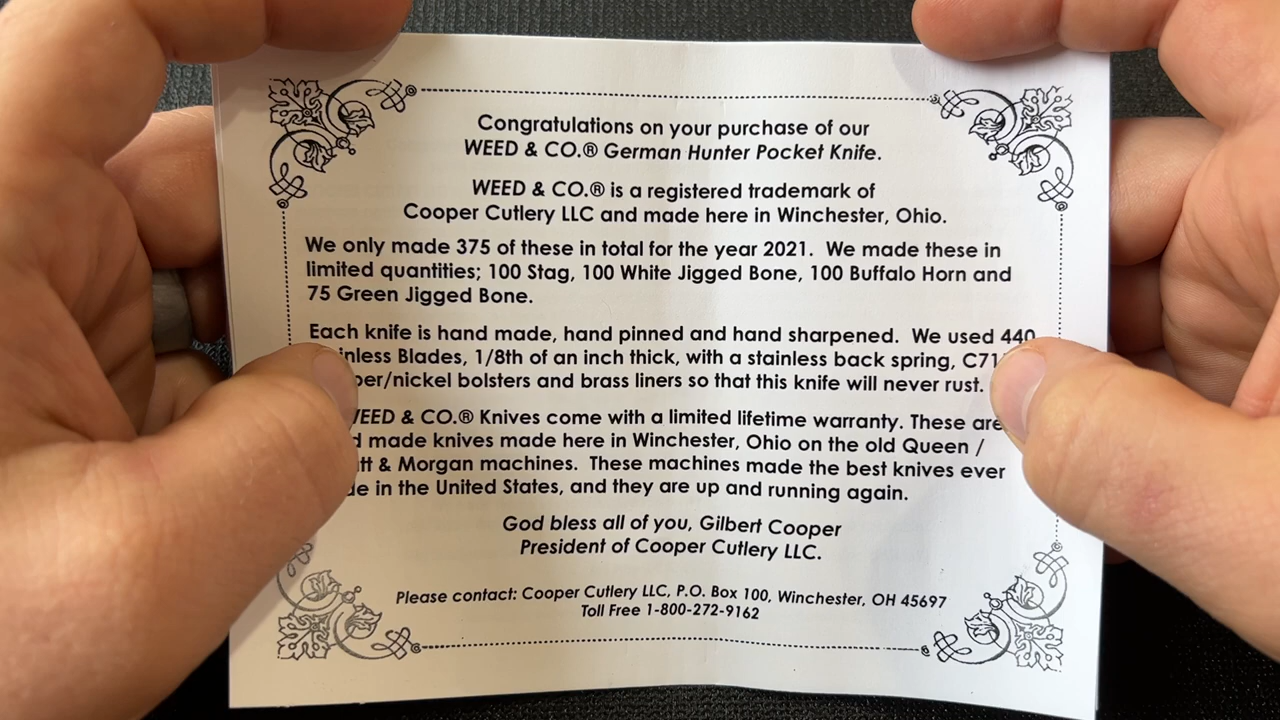 Congratulations on your purchase of our
WEED & CO.® German Hunter Pocket Knife.
WEED & CO.® is a registered trademark of
Cooper Cutlery LLC and made here in Winchester, Ohio.
We only made 375 of these in total for the year 2021. We made these in
limited quantities; 100 Stag, 100 White Jigged Bone, 100 Buffalo Horn and
75 Green Jigged Bone.
Each knife is hand made, hand pinned and hand sharpened. We used 440
Blades, 1/8th of an inch thick, with a stainless back spring,
bolsters and brass liners so that this knife will never rust.
& CO.® Knives come with a limited lifetime warranty. These are
made knives made here in Winchester, Ohio on the old Queen /
& Morgan machines. These machines made the best knives ever
in the United States, and they are up and running again.
God bless all of you, Gilbert Cooper
President of Cooper Cutlery LLC.
Please contact: Cooper Cutlery LLC, P.O. Box 100, Winchester, OH 45697
Toll Free 1-800-272-9162